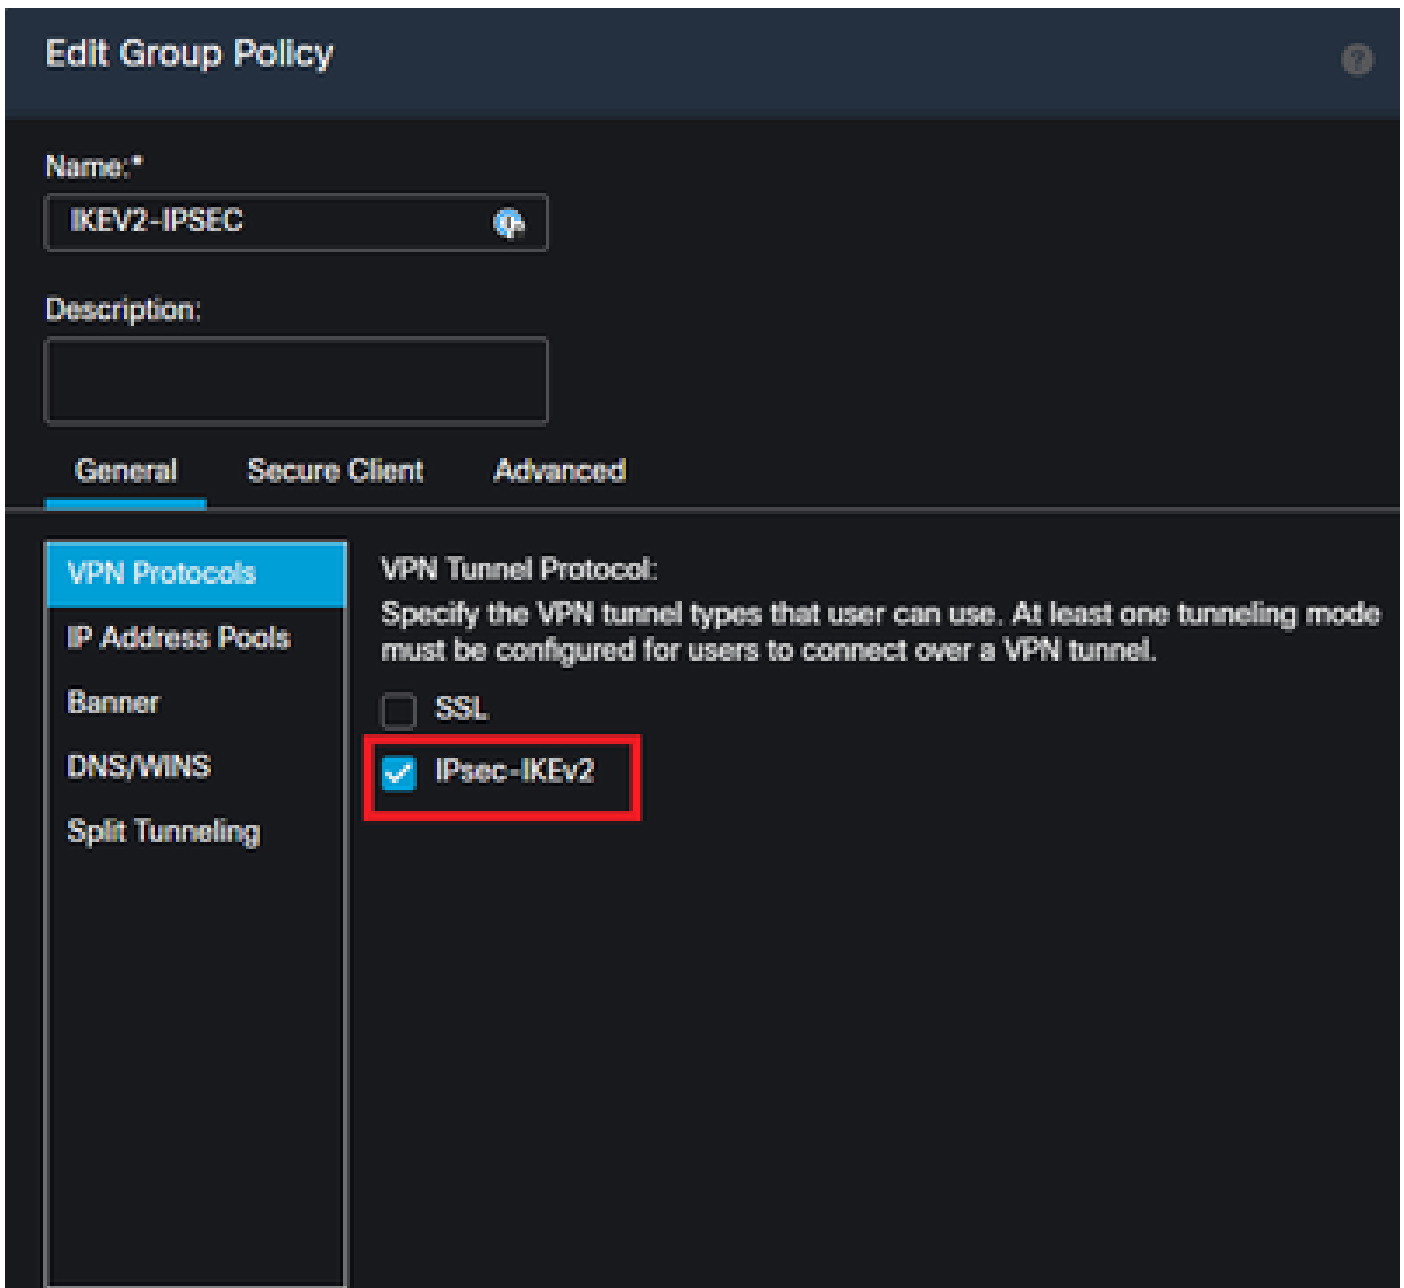 Edit Group Policy
Name:*
IKEV2-IPSEC
Description:
General Secure Client Advanced
VPN Protocols
IP Address Pools
Banner
DNS/WINS
Split Tunneling
VPN Tunnel Protocol:
Specify the VPN tunnel types that user can use. At least one tunneling mode
must be configured for users to connect over a VPN tunnel.
SSL
IPsec-IKEv2